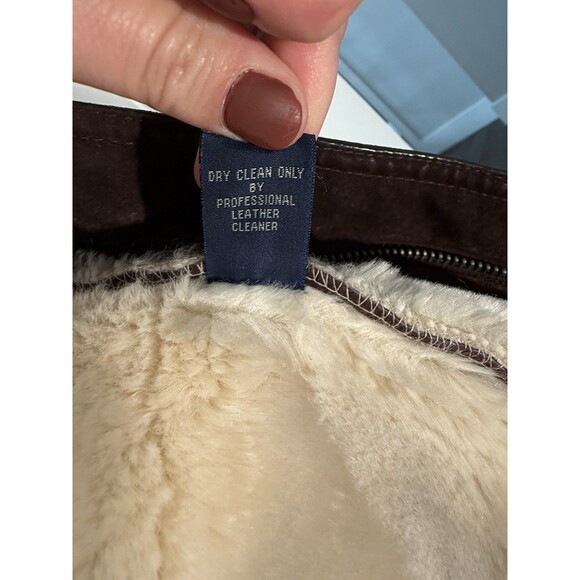 DRY CLEAN ONLY
BY
PROFESSIONAL
LEATHER
CLEANER